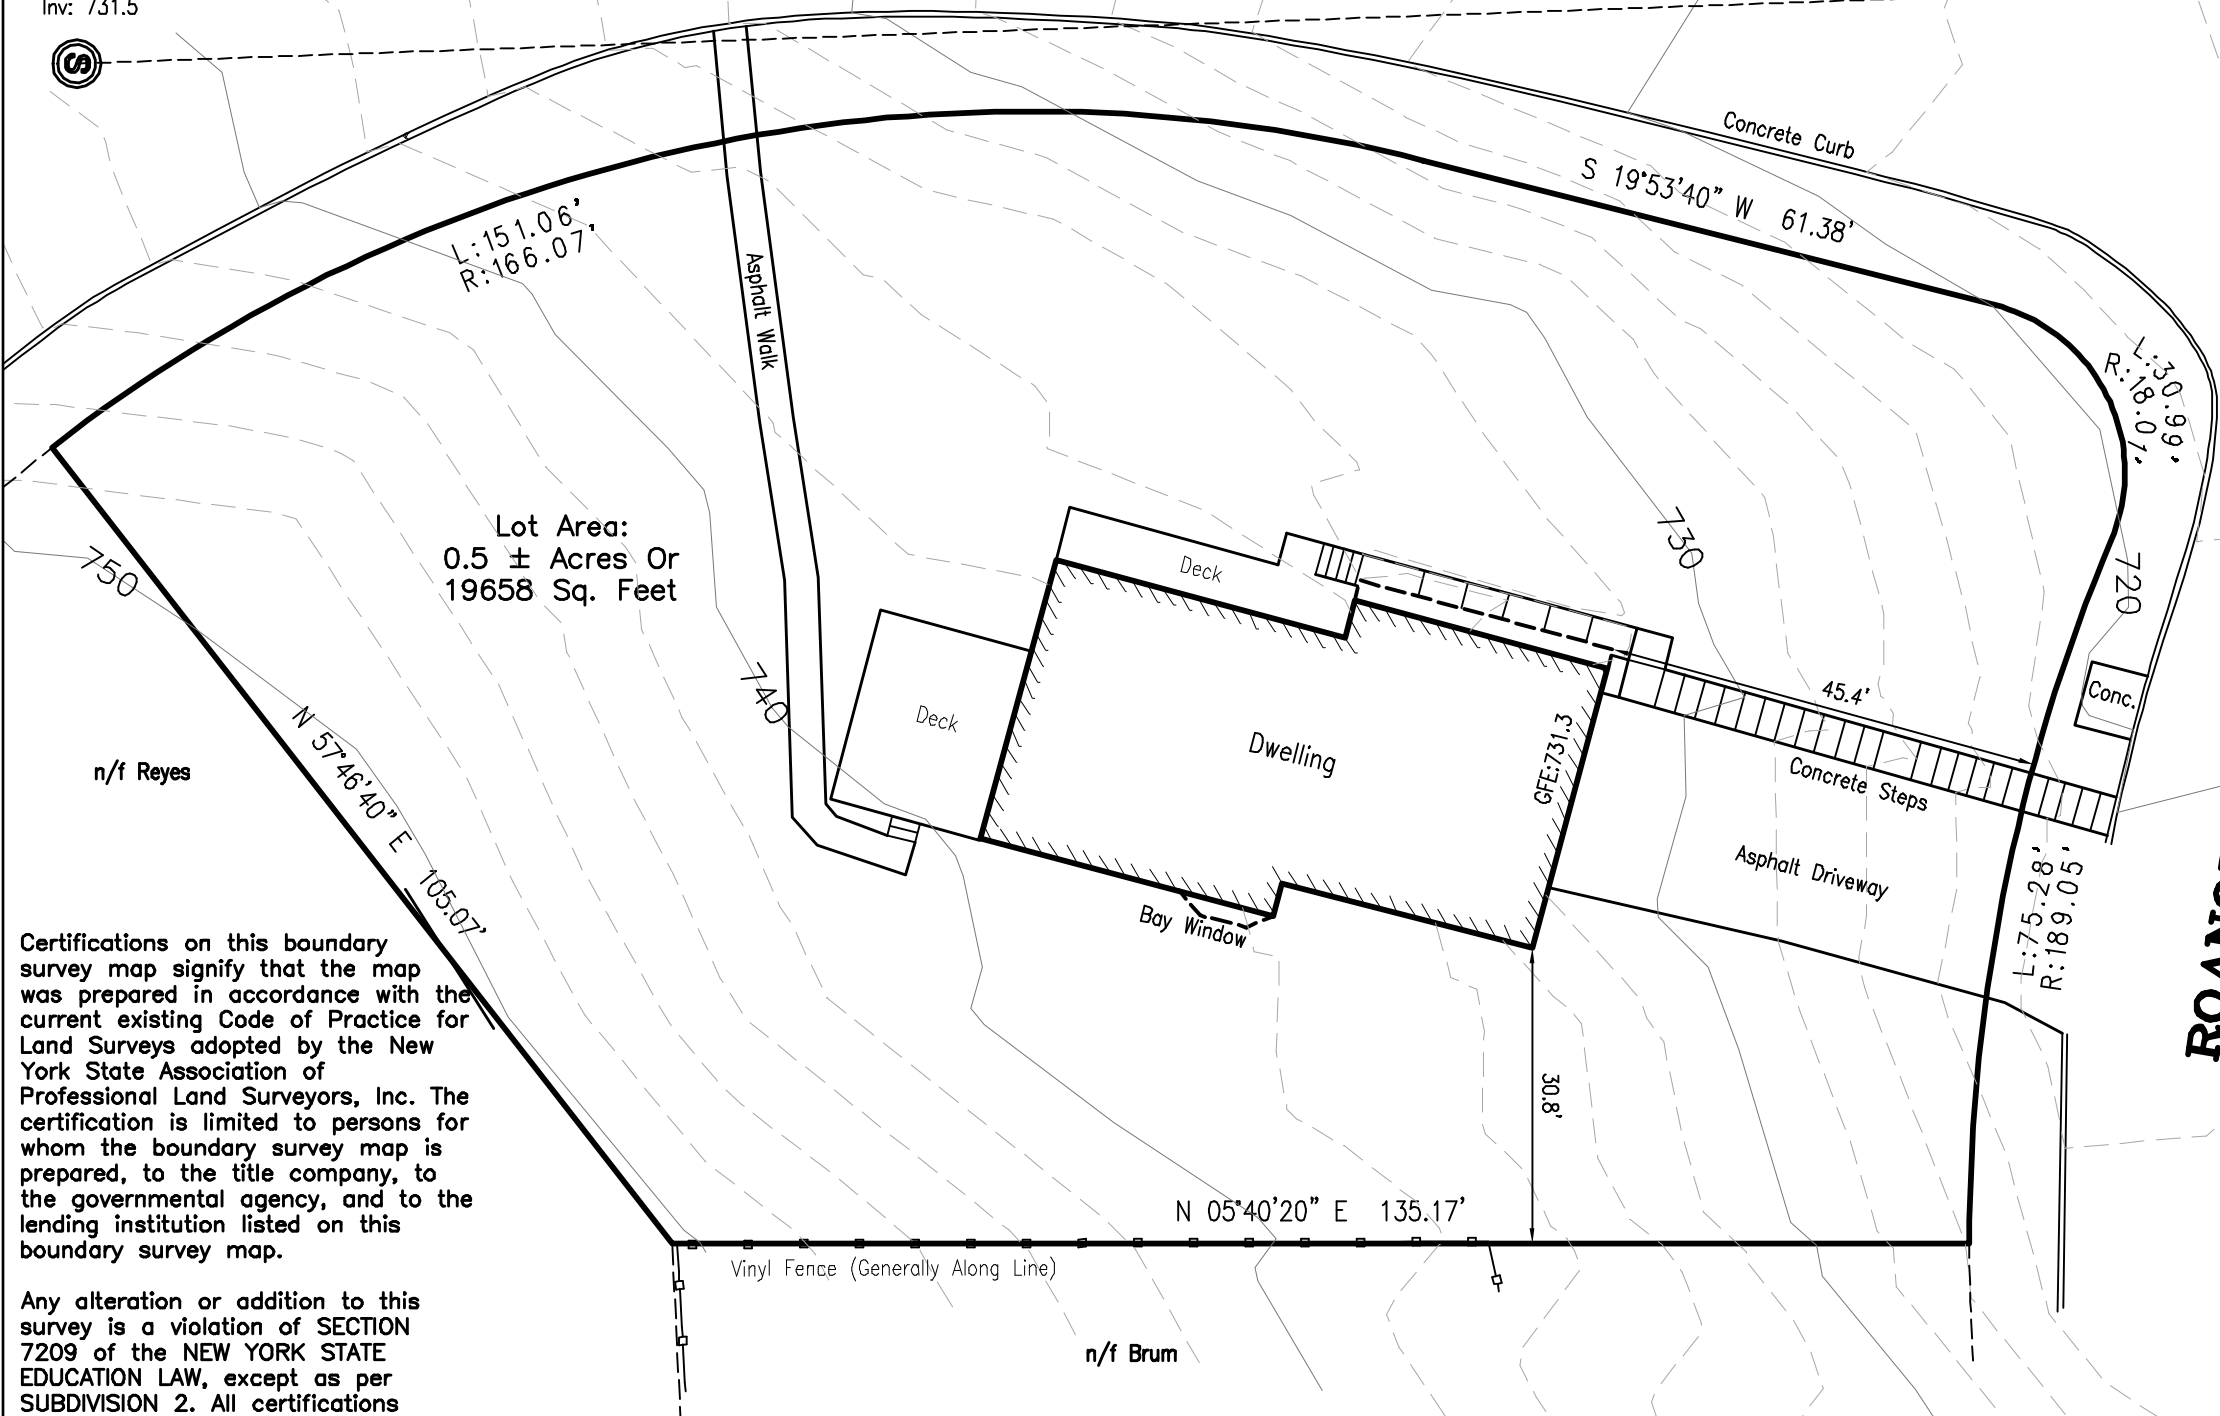 Inv: 731.5
S
Concrete Curb
S 19°53'40" W 61.38'
L:151.06',
R:166.07'
Asphalt Walk
L:30.99'
R:18.07'
Lot Area:
0.5 ± Acres Or
19658 Sq. Feet
750
740
730
720
Deck
Deck
Dwelling
GFE:731.3
45.4'
Conc.
Concrete Steps
Asphalt Driveway
Bay Window
n/f Reyes
N 57°46'40" E 105.07'
L:75.28'
R:189.05'
30.8'
N 05°40'20" E 135.17'
Vinyl Fence (Generally Along Line)
n/f Brum
Certifications on this boundary
survey map signify that the map
was prepared in accordance with the
current existing Code of Practice for
Land Surveys adopted by the New
York State Association of
Professional Land Surveyors, Inc. The
certification is limited to persons for
whom the boundary survey map is
prepared, to the title company, to
the governmental agency, and to the
lending institution listed on this
boundary survey map.
Any alteration or addition to this
survey is a violation of SECTION
7209 of the NEW YORK STATE
EDUCATION LAW, except as per
SUBDIVISION 2. All certifications